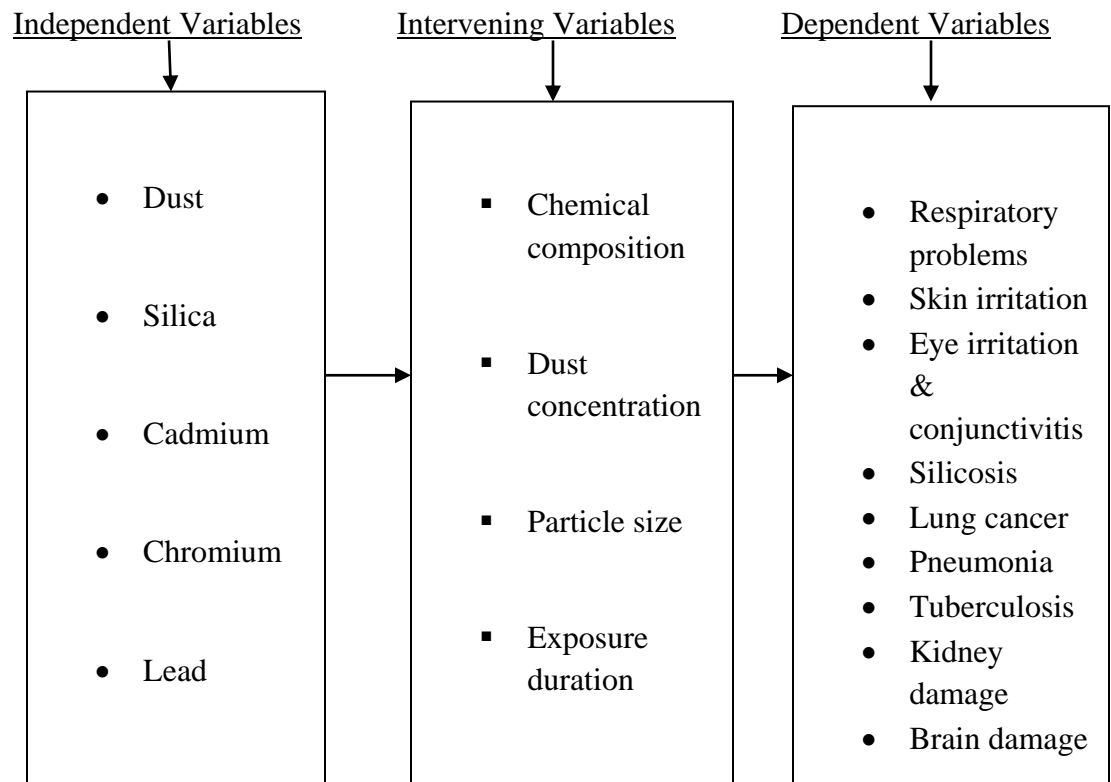 Independent Variables
Intervening Variables
Dependent Variables
• Dust
• Silica
• Cadmium
• Chromium
• Lead
▪ Chemical
composition
▪ Dust
concentration
▪ Particle size
▪ Exposure
duration
• Respiratory
problems
• Skin irritation
• Eye irritation
&
conjunctivitis
• Silicosis
• Lung cancer
• Pneumonia
• Tuberculosis
• Kidney
damage
• Brain damage